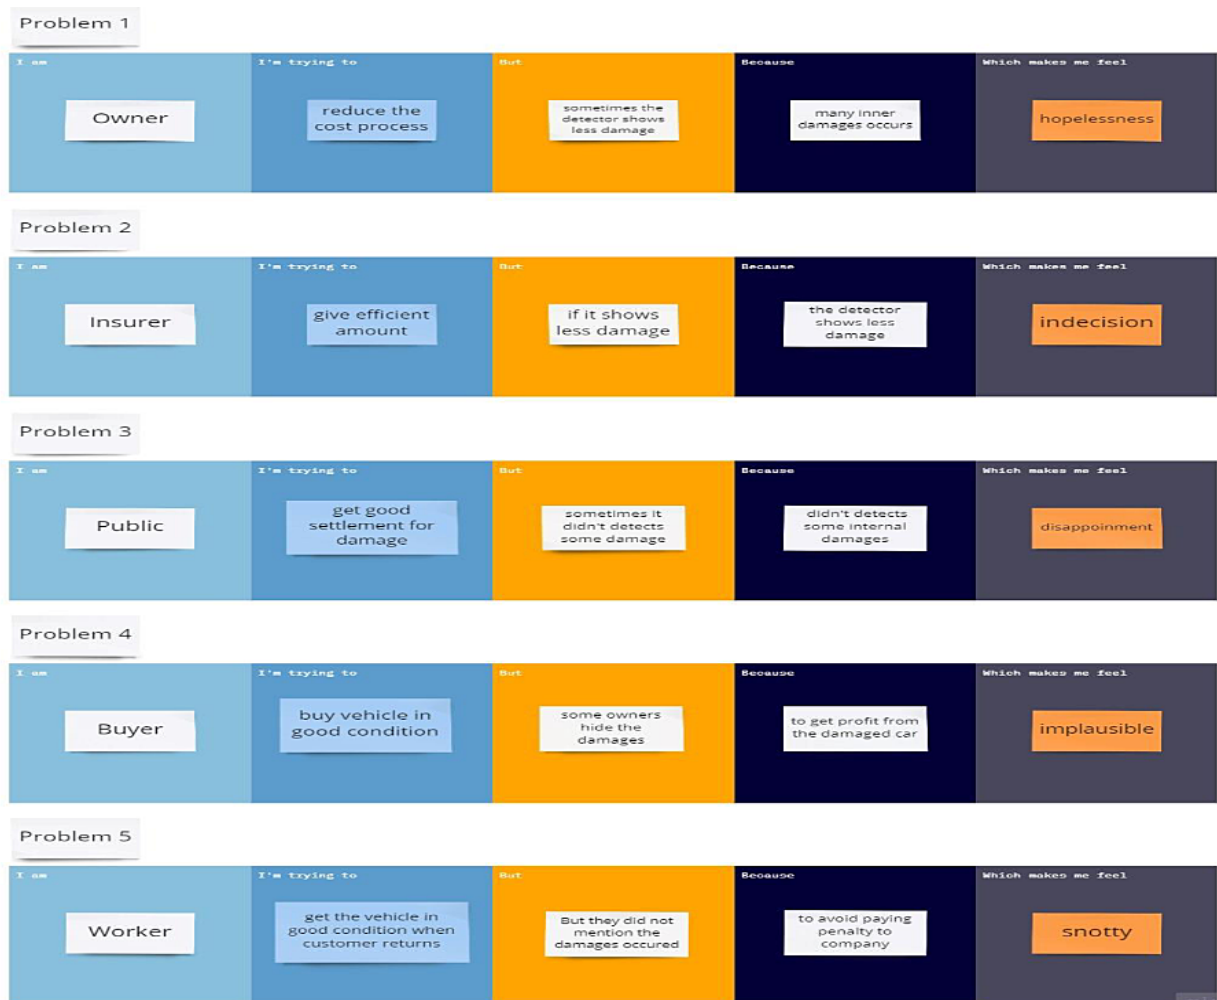 Problem 1
I am
I'm trying to
But
Because
Which makes me feel
Owner
reduce the
cost process
sometimes the
detector shows
less damage
many inner
damages occurs
hopelessness
Problem 2
I am
I'm trying to
But
Because
Which makes me feel
Insurer
give efficient
amount
if it shows
less damage
the detector
shows less
damage
indecision
Problem 3
I am
I'm trying to
But
Because
Which makes me feel
Public
get good
settlement for
damage
sometimes it
didn't detects
some damage
didn't detects
some internal
damages
disappoinment
Problem 4
I am
I'm trying to
But
Because
Which makes me feel
Buyer
buy vehicle in
good condition
some owners
hide the
damages
to get profit from
the damaged car
implausible
Problem 5
I am
I'm trying to
But
Because
Which makes me feel
Worker
get the vehicle in
good condition when
customer returns
But they did not
mention the
damages occured
to avoid paying
penalty to
company
snotty